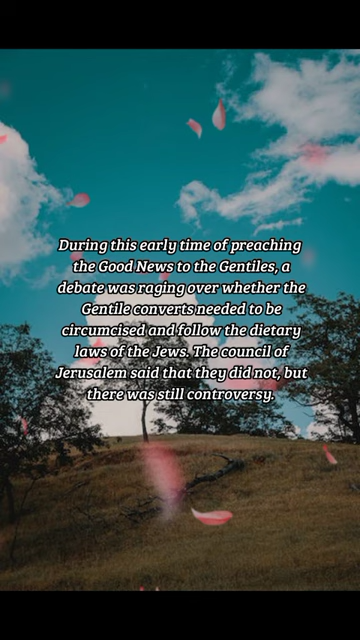 During this early time of preaching
the Good News to the Gentiles, a
debate was raging over whether the
Gentile converts needed to be
circumcised and follow the dietary
laws of the Jews. The council of
Jerusalem said that they did not, but
there was still controversy.